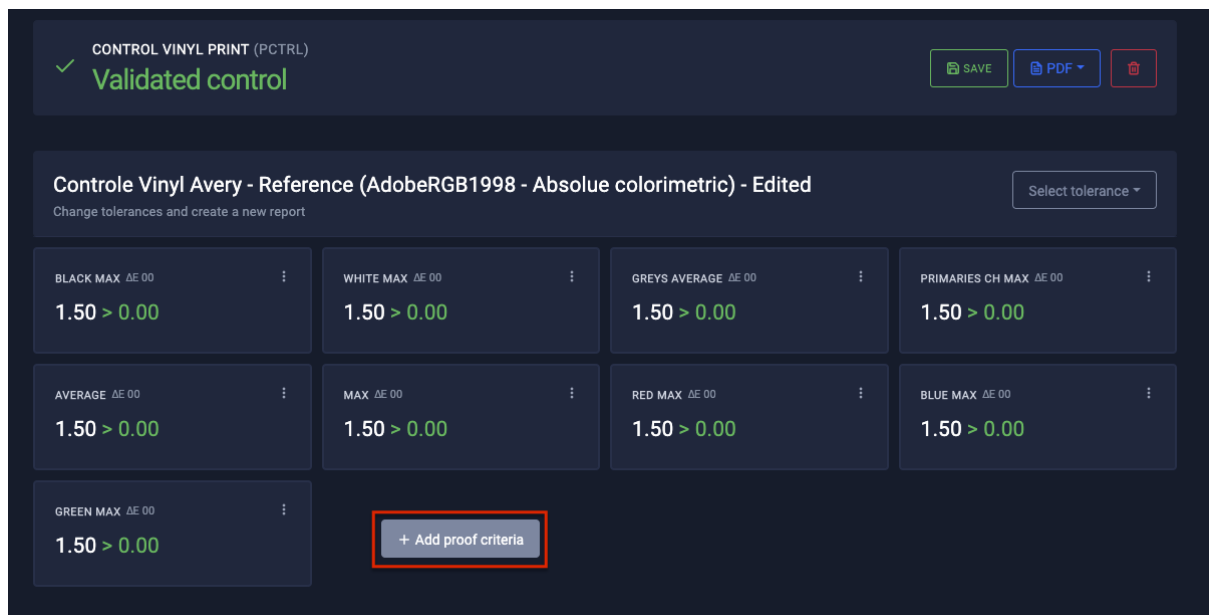 CONTROL VINYL PRINT (PCTRL)
Validated control
SAVE
PDF
Controle Vinyl Avery - Reference (AdobeRGB1998 - Absolue colorimetric) - Edited
Change tolerances and create a new report
Select tolerance
BLACK MAX ΔE 00
1.50 > 0.00
WHITE MAX ΔE 00
1.50 > 0.00
GREYS AVERAGE ΔE 00
1.50 > 0.00
PRIMARIES CH MAX ΔE 00
1.50 > 0.00
AVERAGE ΔE 00
1.50 > 0.00
MAX ΔE 00
1.50 > 0.00
RED MAX ΔE 00
1.50 > 0.00
BLUE MAX ΔE 00
1.50 > 0.00
GREEN MAX ΔE 00
1.50 > 0.00
+ Add proof criteria